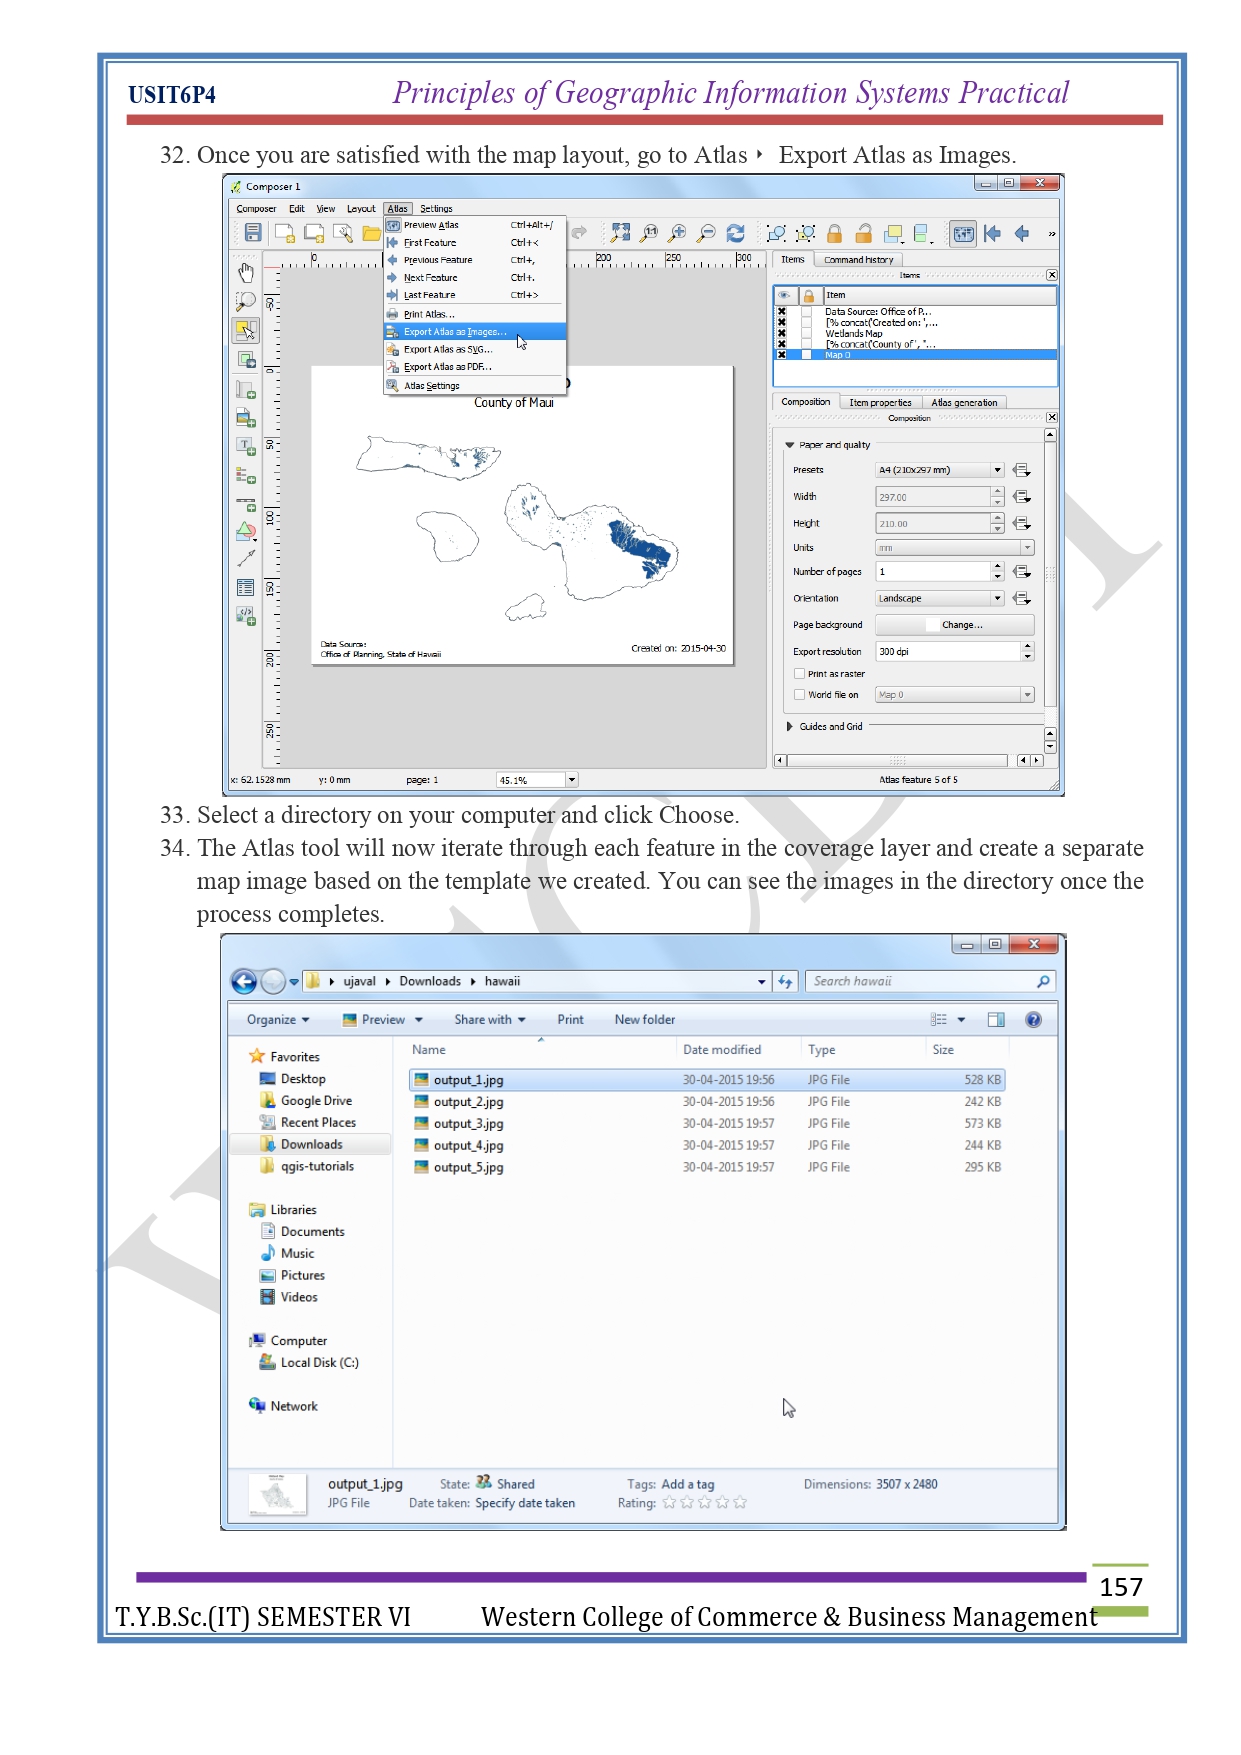 USIT6P4 Principles of Geographic Information Systems Practical
32. Once you are satisfied with the map layout, go to Atlas ‣ Export Atlas as Images.
Composer 1
Composer Edit View Layout Atlas Settings
Preview Atlas Ctrl+Alt+/
First Feature Ctrl+<
Previous Feature Ctrl+,
Next Feature Ctrl+.
Last Feature Ctrl+>
Print Atlas...
Export Atlas as Images...
Export Atlas as SVG...
Export Atlas as PDF...
Atlas Settings
0 200 250 300
50
0
50
100
150
200
250
County of Maui
Data Source:
Office of Planning, State of Hawaii
Created on: 2015-04-30
Items Command history
Items
Item
Data Source: Office of P...
[% concat('Created on: ',...
Wetlands Map
[% concat('County of ', "...
Map 0
Composition Item properties Atlas generation
Composition
Paper and quality
Presets A4 (210x297 mm)
Width 297.00
Height 210.00
Units mm
Number of pages 1
Orientation Landscape
Page background Change...
Export resolution 300 dpi
Print as raster
World file on Map 0
Guides and Grid
x: 62.1528 mm y: 0 mm page: 1 45.1% Atlas feature 5 of 5
33. Select a directory on your computer and click Choose.
34. The Atlas tool will now iterate through each feature in the coverage layer and create a separate
map image based on the template we created. You can see the images in the directory once the
process completes.
ujaval Downloads hawaii Search hawaii
Organize Preview Share with Print New folder
Favorites
Desktop
Google Drive
Recent Places
Downloads
qgis-tutorials
Libraries
Documents
Music
Pictures
Videos
Computer
Local Disk (C:)
Network
Name Date modified Type Size
output_1.jpg 30-04-2015 19:56 JPG File 528 KB
output_2.jpg 30-04-2015 19:56 JPG File 242 KB
output_3.jpg 30-04-2015 19:57 JPG File 573 KB
output_4.jpg 30-04-2015 19:57 JPG File 244 KB
output_5.jpg 30-04-2015 19:57 JPG File 295 KB
output_1.jpg State: Shared Tags: Add a tag Dimensions: 3507 x 2480
JPG File Date taken: Specify date taken Rating:
157
T.Y.B.Sc.(IT) SEMESTER VI Western College of Commerce & Business Management